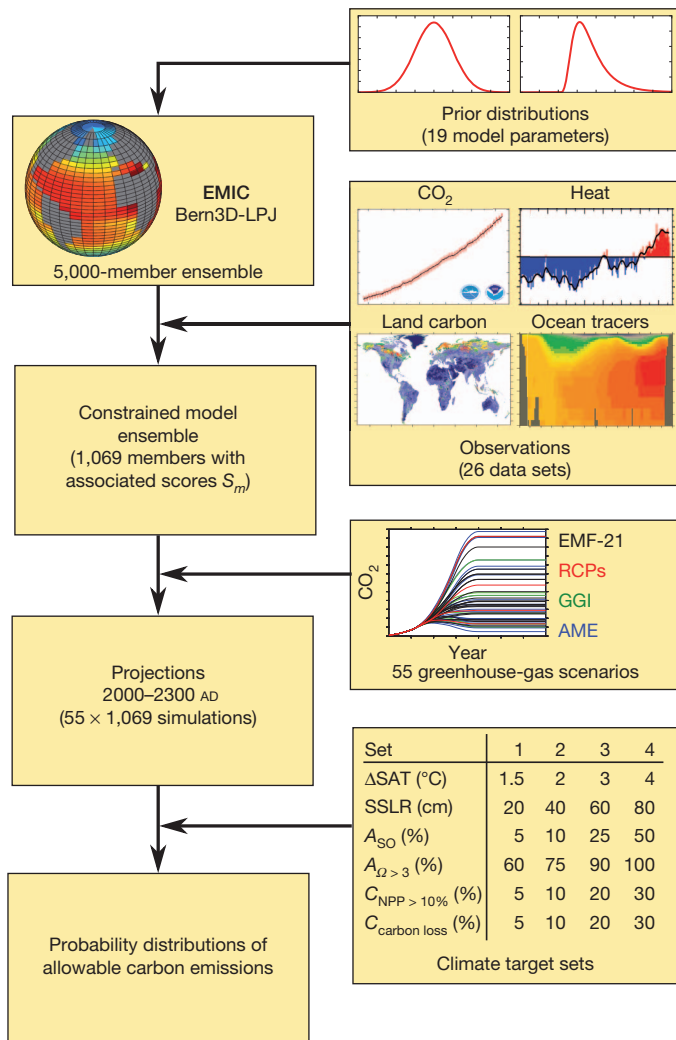 Prior distributions
(19 model parameters)
EMIC
Bern3D-LPJ
5,000-member ensemble
CO₂
Heat
Land carbon
Ocean tracers
Observations
(26 data sets)
Constrained model
ensemble
(1,069 members with
associated scores Sₘ)
CO₂
EMF-21
RCPs
GGI
AME
Year
55 greenhouse-gas scenarios
Projections
2000–2300 AD
(55 × 1,069 simulations)
Set 1 2 3 4
ΔSAT (°C) 1.5 2 3 4
SSLR (cm) 20 40 60 80
A_SO (%) 5 10 25 50
A_Ω > 3 (%) 60 75 90 100
C_NPP > 10% (%) 5 10 20 30
C_carbon loss (%) 5 10 20 30
Climate target sets
Probability distributions of
allowable carbon emissions